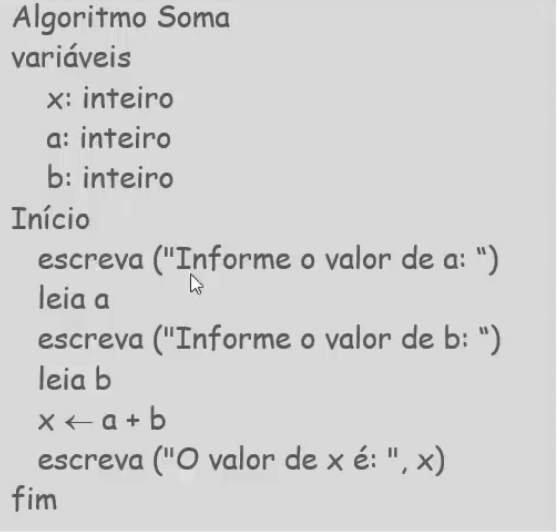 Algoritmo Soma
variáveis
x: inteiro
a: inteiro
b: inteiro
Início
escreva ("Informe o valor de a: “)
leia a
escreva ("Informe o valor de b: “)
leia b
x ← a + b
escreva ("O valor de x é: ", x)
fim